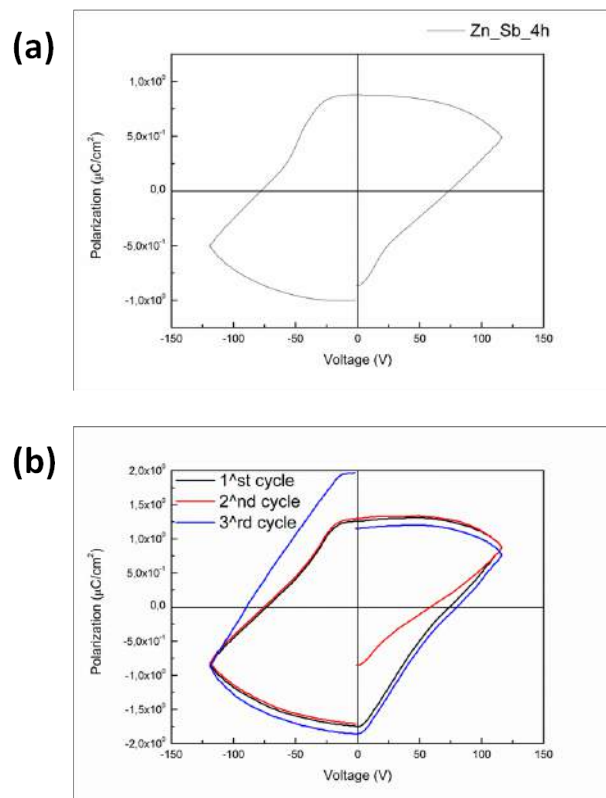 (a)
Zn_Sb_4h
1,0x10⁰
5,0x10⁻¹
0,0
-5,0x10⁻¹
-1,0x10⁰
Polarization (μC/cm²)
-150 -100 -50 0 50 100 150
Voltage (V)
(b)
2,0x10⁰
1,5x10⁰
1,0x10⁰
5,0x10⁻¹
0,0
-5,0x10⁻¹
-1,0x10⁰
-1,5x10⁰
-2,0x10⁰
1^st cycle
2^nd cycle
3^rd cycle
Polarization (μC/cm²)
-150 -100 -50 0 50 100 150
Voltage (V)